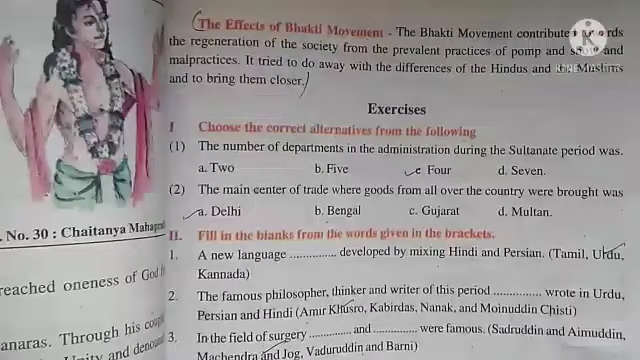 The Effects of Bhakti Movement - The Bhakti Movement contributed
the regeneration of the society from the prevalent practices of pomp and show and
malpractices. It tried to do away with the differences of the Hindus and the Muslims
and to bring them closer.
Exercises
I Choose the correct alternatives from the following
(1) The number of departments in the administration during the Sultanate period was.
a. Two b. Five c. Four d. Seven.
(2) The main center of trade where goods from all over the country were brought was
a. Delhi b. Bengal c. Gujarat d. Multan.
No. 30 : Chaitanya
II. Fill in the blanks from the words given in the brackets.
1. A new language .............. developed by mixing Hindi and Persian. (Tamil, Urdu,
Kannada)
reached oneness of God
2. The famous philosopher, thinker and writer of this period .............. wrote in Urdu,
Persian and Hindi (Amir Khusro, Kabirdas, Nanak, and Moinuddin Chisti)
anaras. Through his
3. In the field of surgery .............. and .............. were famous. (Sadruddin and Aimuddin,
Unity and
Machendra and Jog, Vaduruddin and Barni)